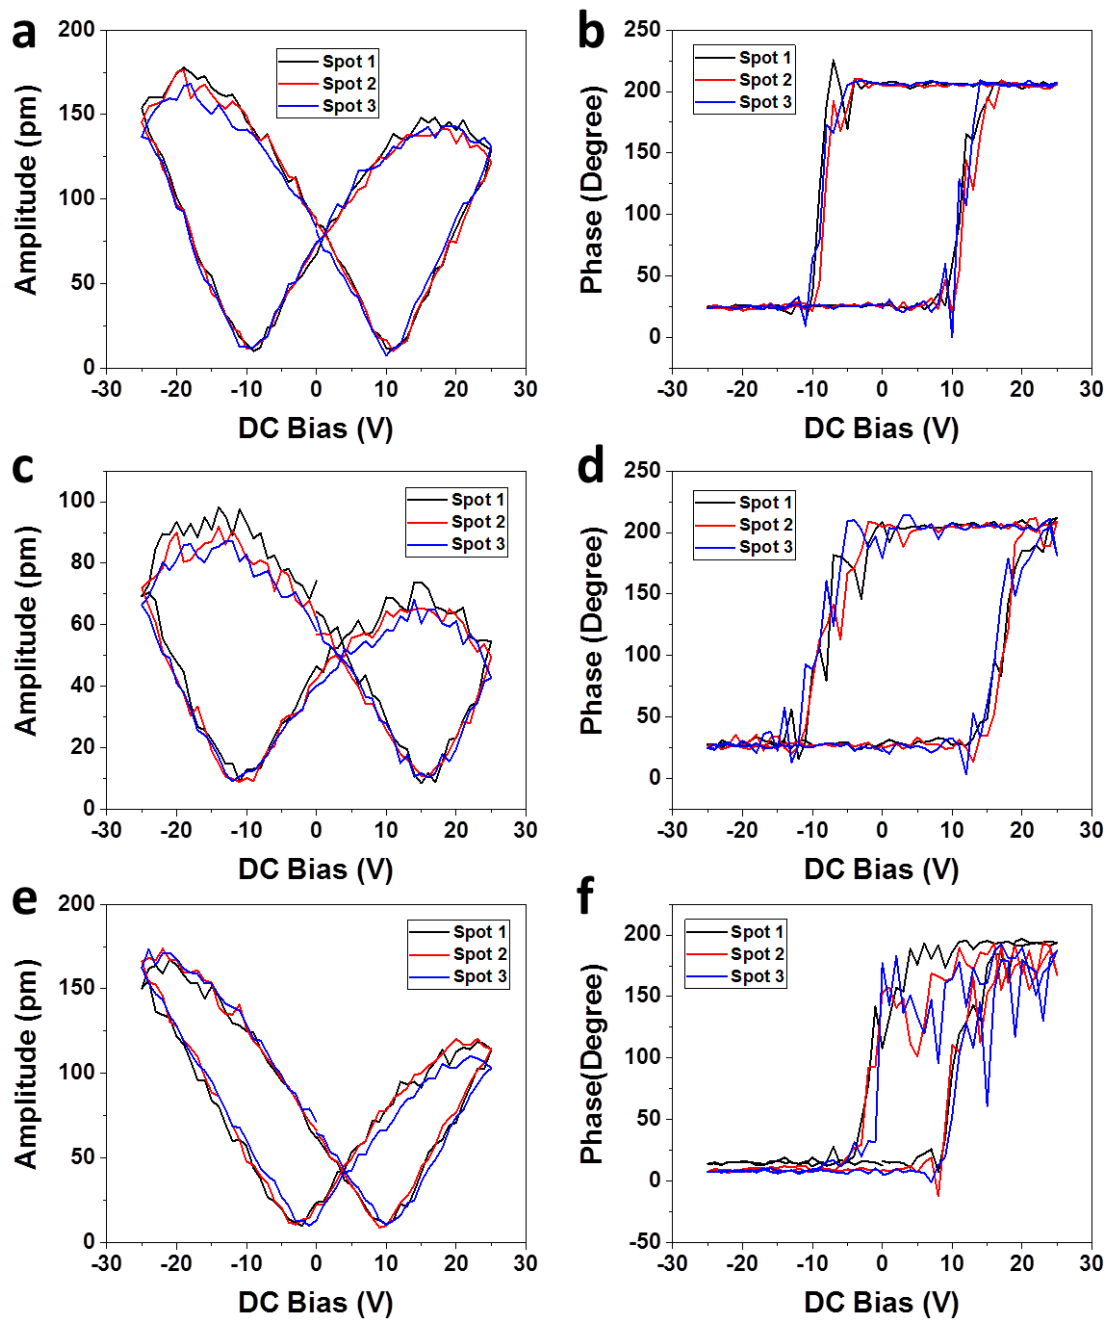 a
200
150
100
50
0
Amplitude (pm)
Spot 1
Spot 2
Spot 3
-30
-20
-10
0
10
20
30
DC Bias (V)
b
250
200
150
100
50
0
Phase (Degree)
Spot 1
Spot 2
Spot 3
-30
-20
-10
0
10
20
30
DC Bias (V)
c
100
80
60
40
20
0
Amplitude (pm)
Spot 1
Spot 2
Spot 3
-30
-20
-10
0
10
20
30
DC Bias (V)
d
250
200
150
100
50
0
Phase (Degree)
Spot 1
Spot 2
Spot 3
-30
-20
-10
0
10
20
30
DC Bias (V)
e
200
150
100
50
0
Amplitude (pm)
Spot 1
Spot 2
Spot 3
-30
-20
-10
0
10
20
30
DC Bias (V)
f
200
150
100
50
0
-50
Phase(Degree)
Spot 1
Spot 2
Spot 3
-30
-20
-10
0
10
20
30
DC Bias (V)